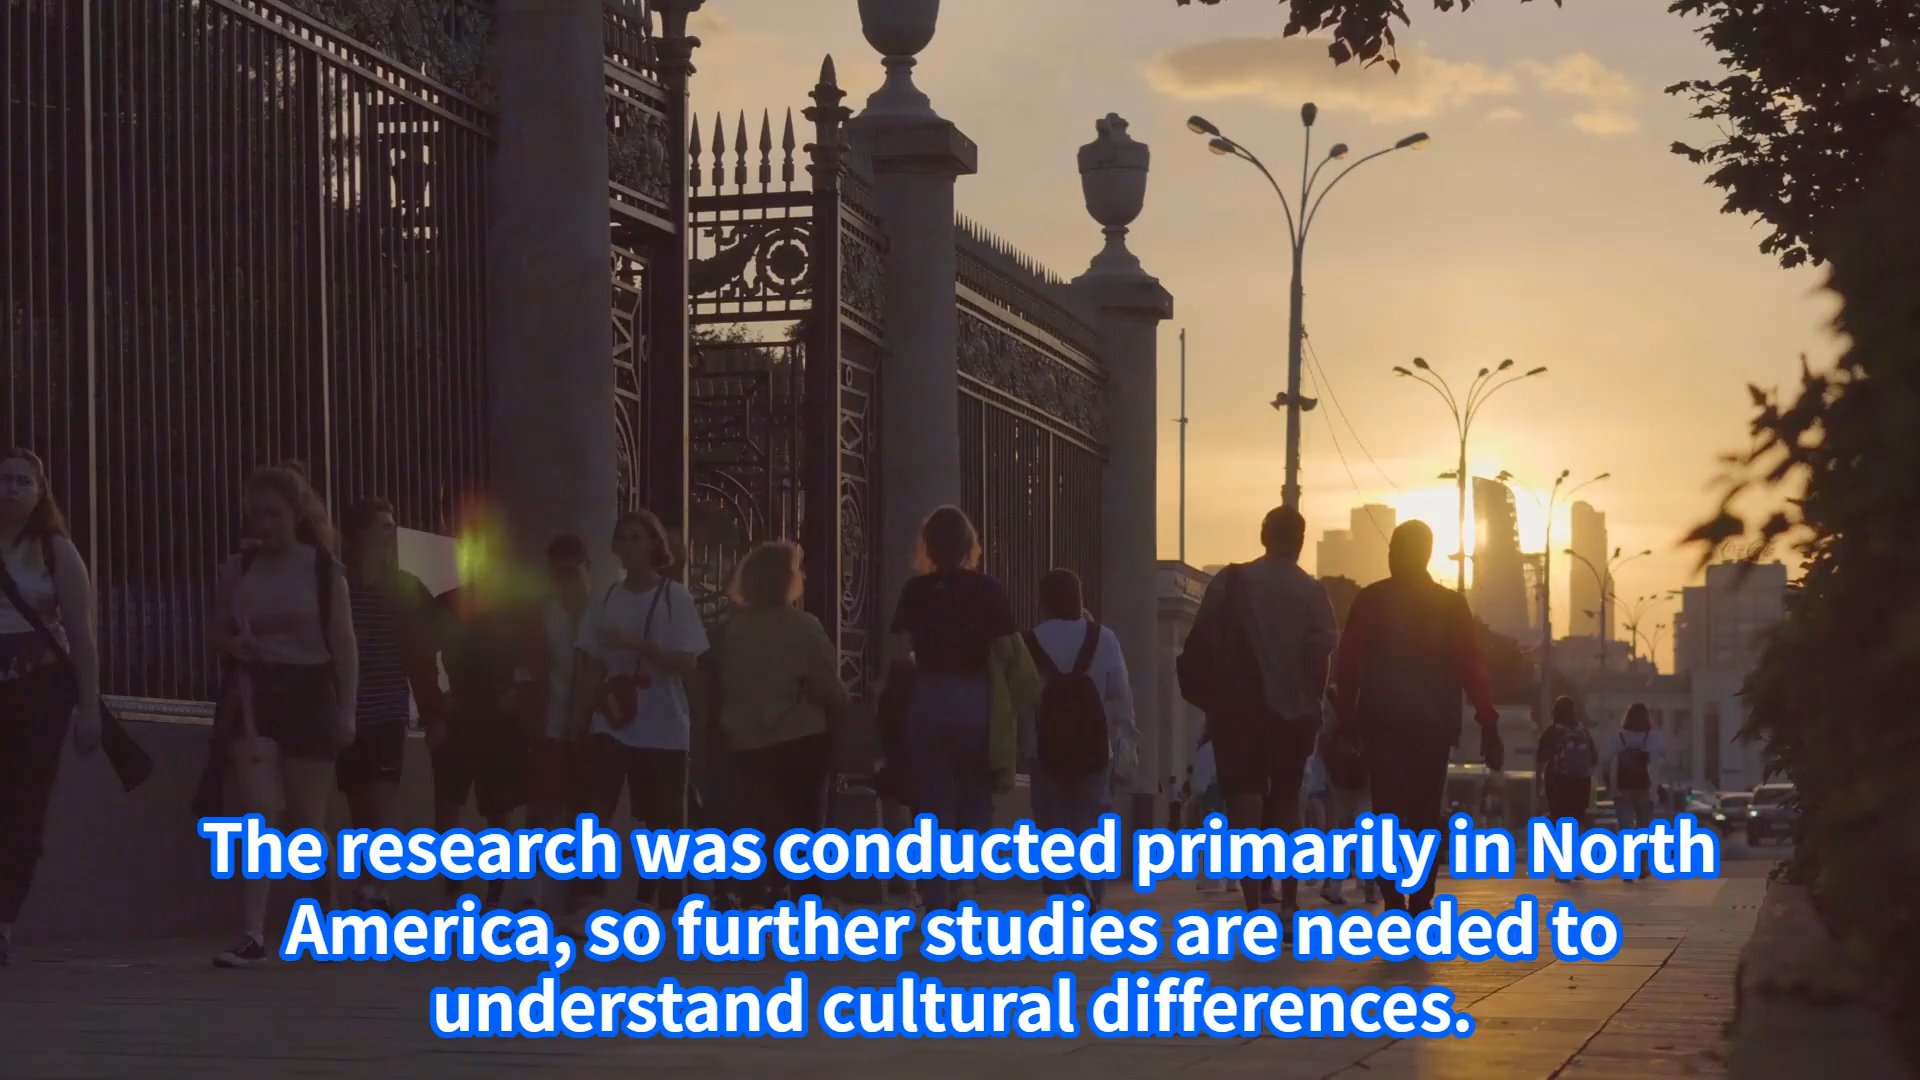 The research was conducted primarily in North
America, so further studies are needed to
understand cultural differences.